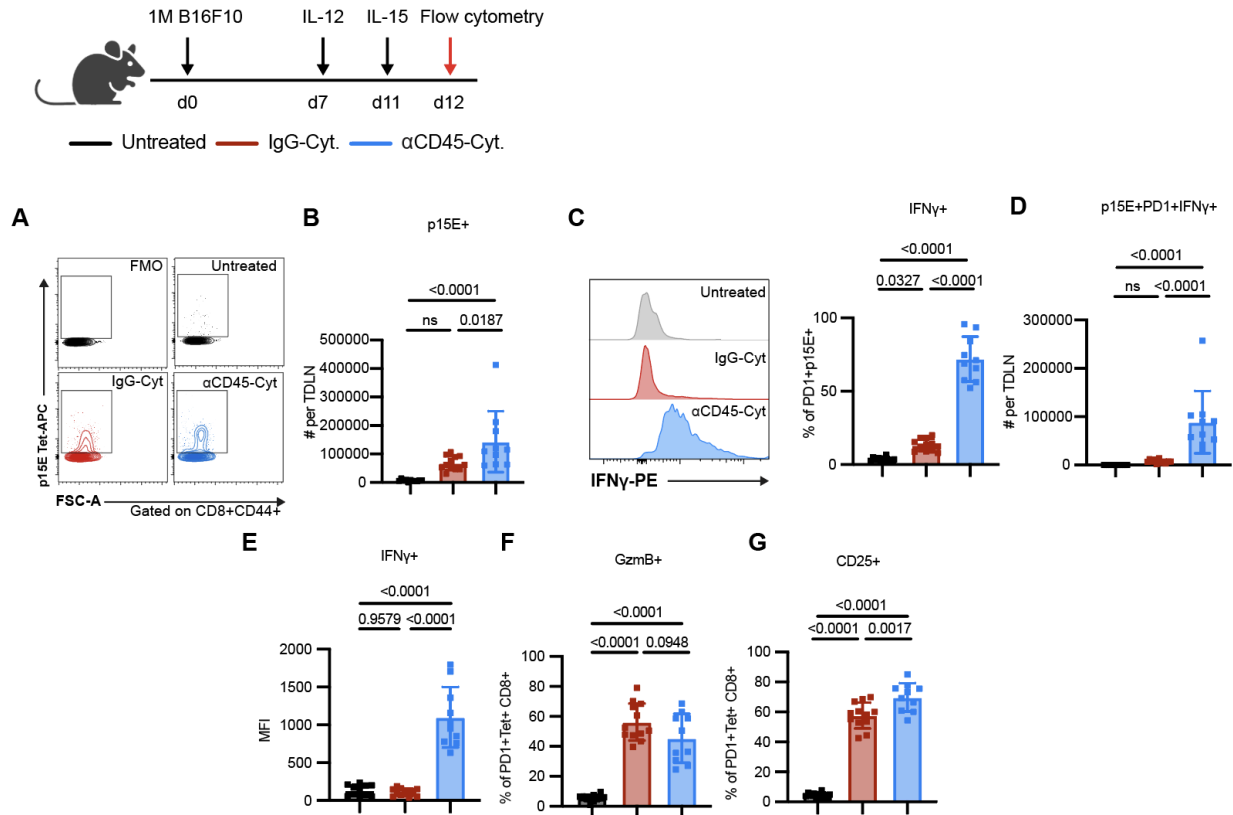 1M B16F10 IL-12 IL-15 Flow cytometry
d0 d7 d11 d12
Untreated IgG-Cyt. αCD45-Cyt.
A
FMO
Untreated
IgG-Cyt
αCD45-Cyt
p15E Tet-APC
FSC-A
Gated on CD8+CD44+
B
p15E+
<0.0001
ns 0.0187
# per TDLN
500000
400000
300000
200000
100000
0
C
Untreated
IgG-Cyt
αCD45-Cyt
IFNγ-PE
IFNγ+
<0.0001
0.0327 <0.0001
% of PD1+p15E+
100
50
0
D
p15E+PD1+IFNγ+
<0.0001
ns <0.0001
# per TDLN
300000
200000
100000
0
E
IFNγ+
<0.0001
0.9579 <0.0001
MFI
2000
1500
1000
500
0
F
GzmB+
<0.0001
<0.0001 0.0948
% of PD1+Tet+ CD8+
100
80
60
40
20
0
G
CD25+
<0.0001
<0.0001 0.0017
% of PD1+Tet+ CD8+
100
80
60
40
20
0